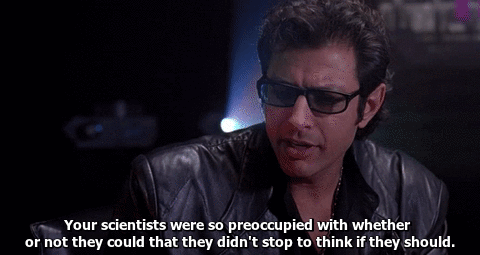 Your scientists were so preoccupied with whether
or not they could that they didn't stop to think if they should.